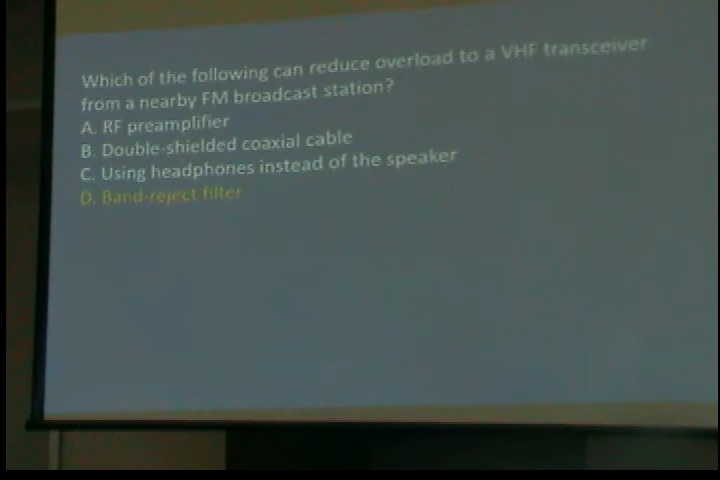 Which of the following can reduce overload to a VHF transceiver
from a nearby FM broadcast station?
A. RF preamplifier
B. Double-shielded coaxial cable
C. Using headphones instead of the speaker
D. Band-reject filter